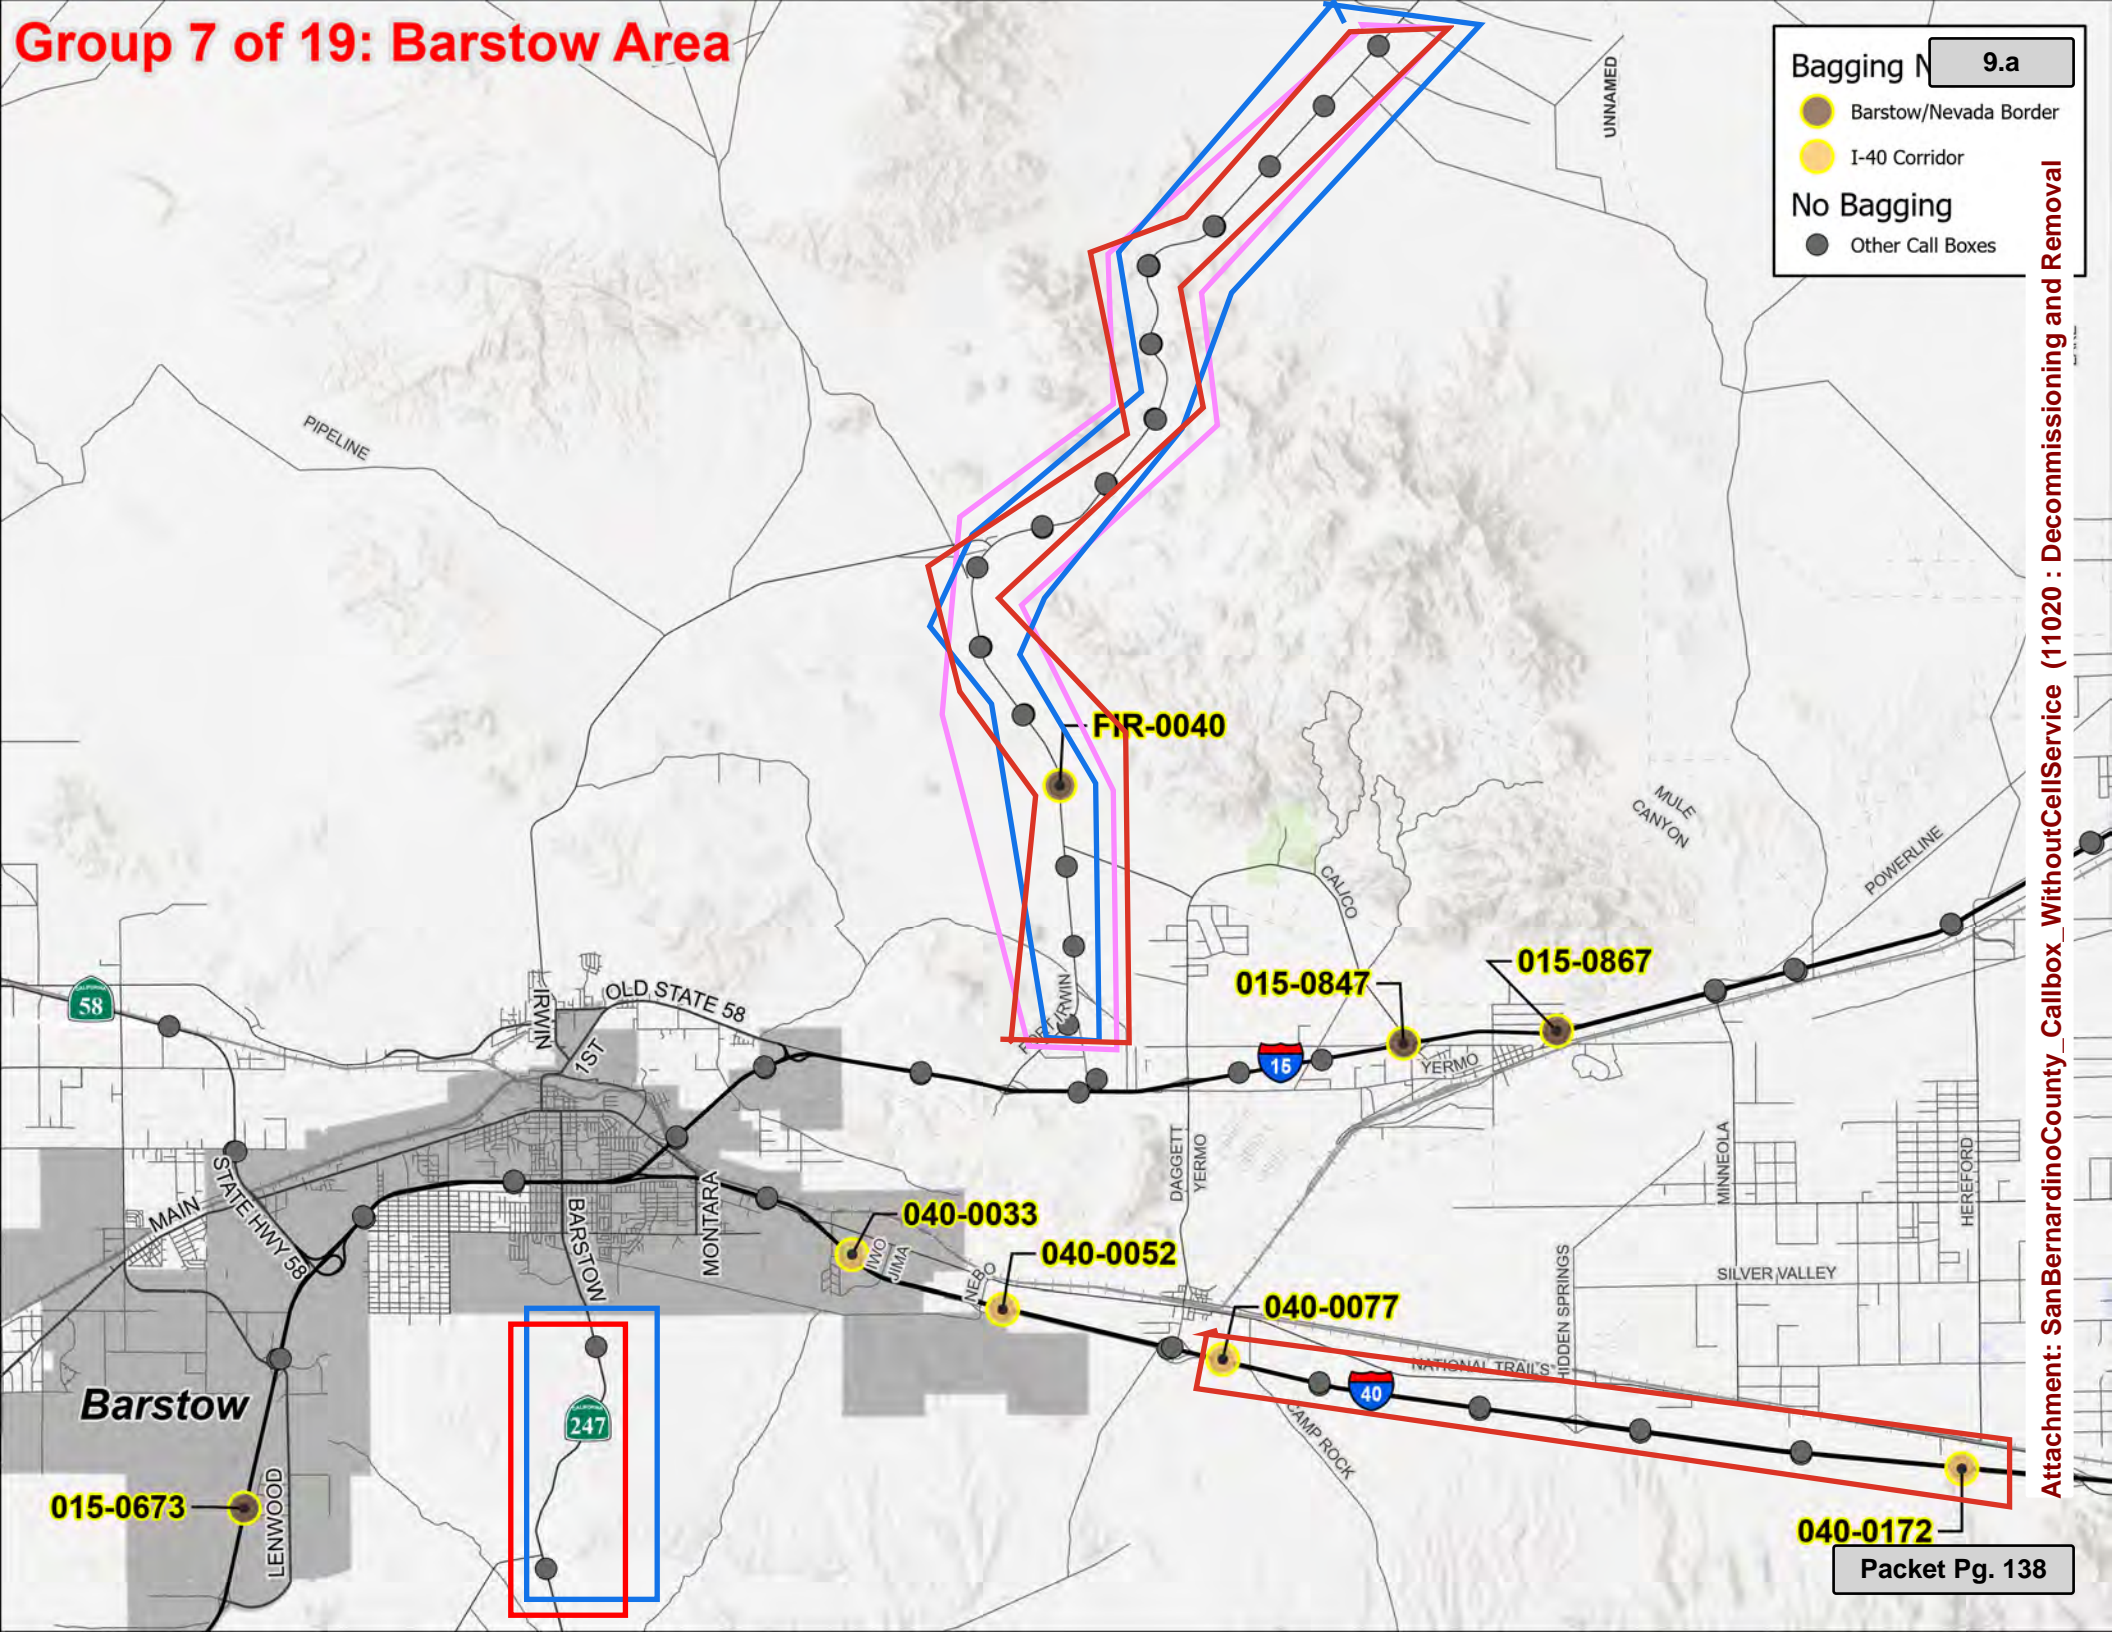 Group 7 of 19: Barstow Area
Bagging N
9.a
Barstow/Nevada Border
I-40 Corridor
No Bagging
Other Call Boxes
UNNAMED
PIPELINE
FIR-0040
MULE
CANYON
POWERLINE
CALICO
015-0867
015-0847
58
IRWIN
OLD STATE 58
1ST
FORT IRWIN
15
YERMO
DAGGETT
YERMO
MINNEOLA
HEREFORD
STATE HWY 58
MAIN
BARSTOW
MONTARA
040-0033
IWO
JIMA
NEBO
040-0052
040-0077
HIDDEN SPRINGS
SILVER VALLEY
NATIONAL TRAILS
40
CAMP ROCK
Barstow
CALIFORNIA
247
015-0673
LENWOOD
040-0172
Packet Pg. 138
Attachment: SanBernardinoCounty_Callbox_WithoutCellService (11020 : Decommissioning and Removal